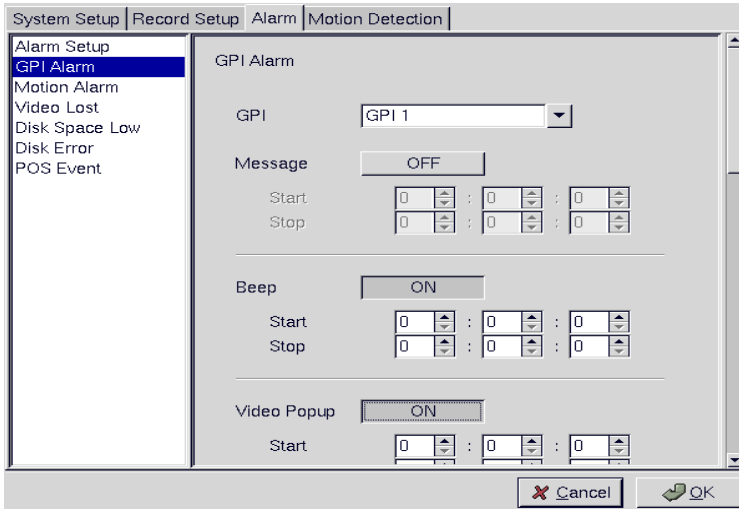 System Setup Record Setup Alarm Motion Detection
Alarm Setup
GPI Alarm
Motion Alarm
Video Lost
Disk Space Low
Disk Error
POS Event
GPI Alarm
GPI GPI 1
Message OFF
Start 0 : 0 : 0
Stop 0 : 0 : 0
Beep ON
Start 0 : 0 : 0
Stop 0 : 0 : 0
Video Popup ON
Start 0 : 0 : 0
Cancel OK